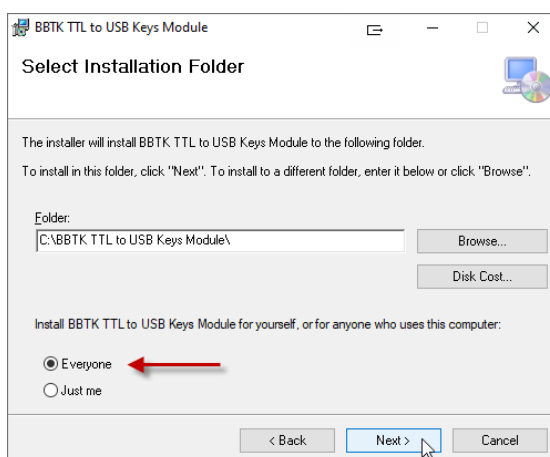 BBTK TTL to USB Keys Module
Select Installation Folder
The installer will install BBTK TTL to USB Keys Module to the following folder.
To install in this folder, click "Next". To install to a different folder, enter it below or click "Browse".
Folder:
C:\BBTK TTL to USB Keys Module\
Browse...
Disk Cost...
Install BBTK TTL to USB Keys Module for yourself, or for anyone who uses this computer:
Everyone
Just me
< Back
Next >
Cancel